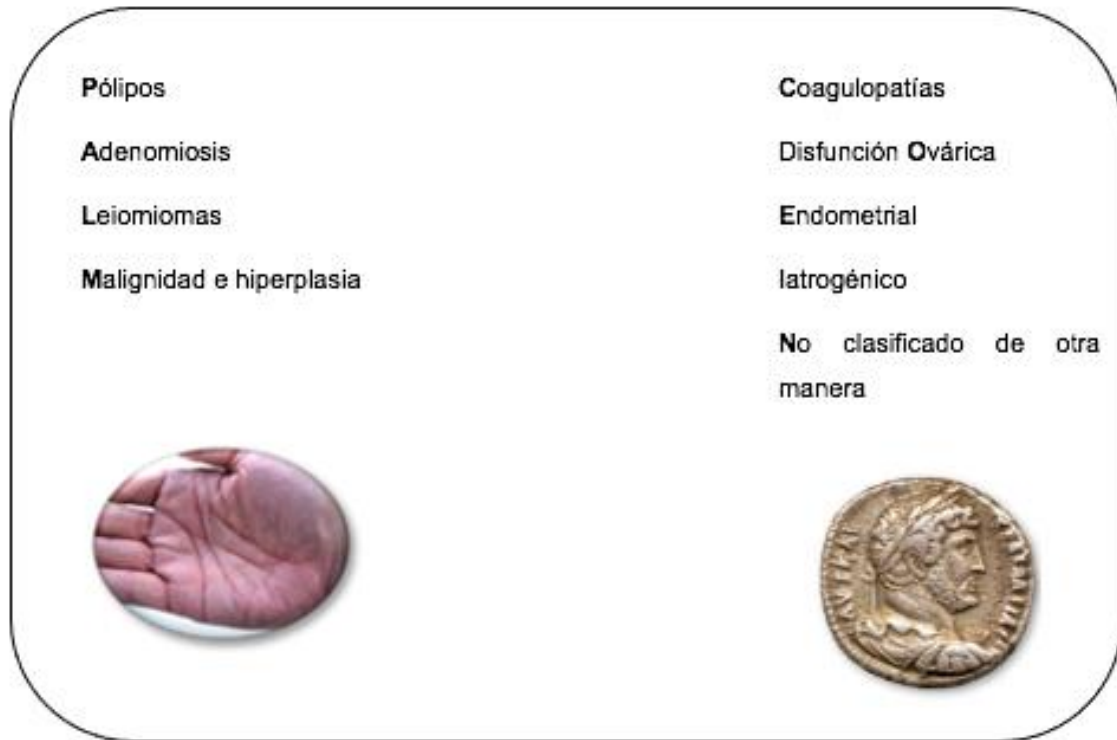 Pólipos
Adenomiosis
Leiomiomas
Malignidad e hiperplasia
Coagulopatías
Disfunción Ovárica
Endometrial
Iatrogénico
No clasificado de otra
manera